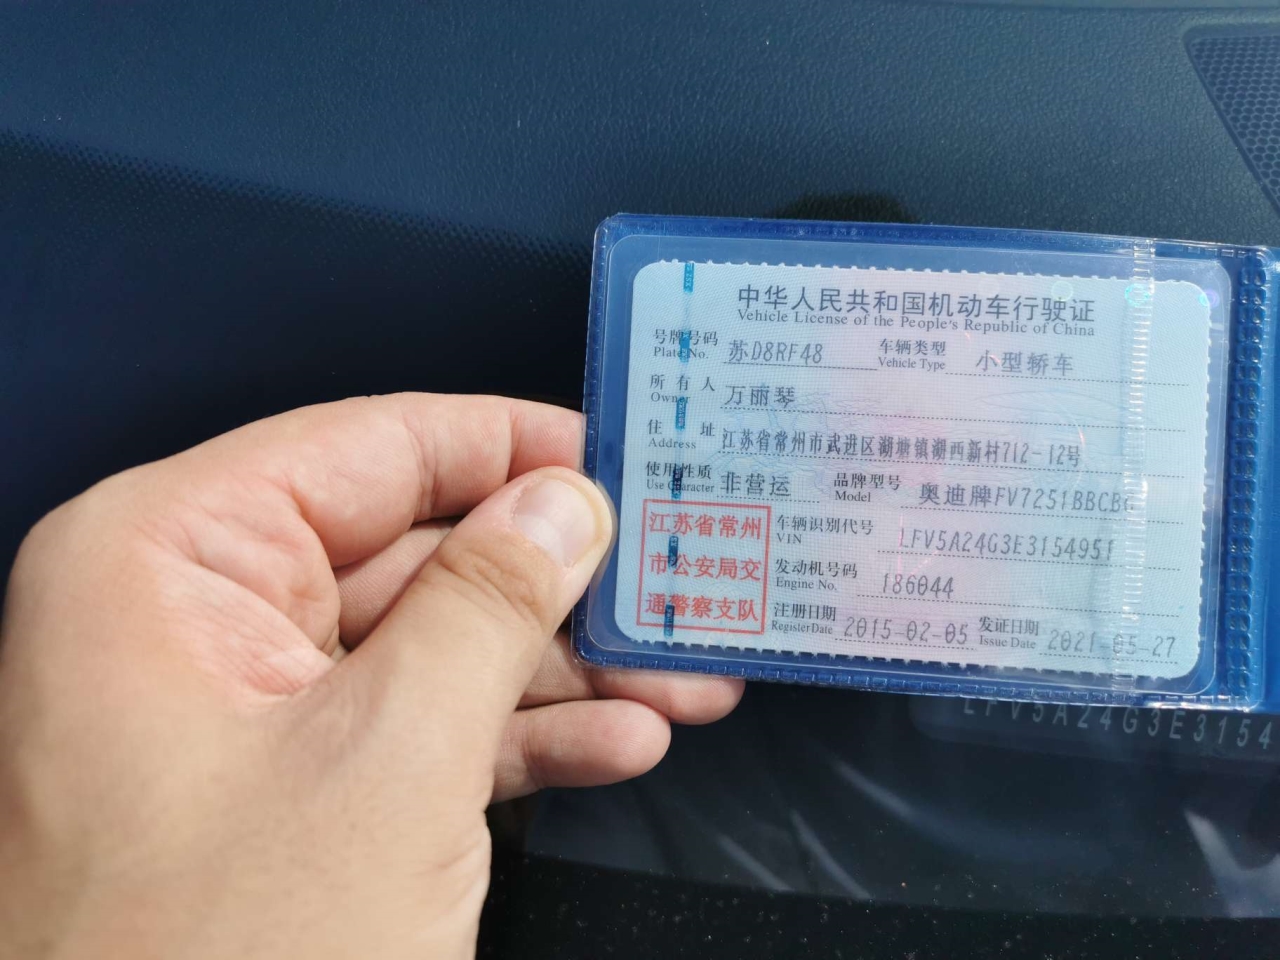 中华人民共和国机动车行驶证
Vehicle License of the People's Republic of China
号牌号码 苏D8RF48 车辆类型 小型轿车
Plate No. Vehicle Type
所有人 万丽琴
Owner
住址 江苏省常州市武进区湖塘镇湖西新村712-12号
Address
使用性质 非营运 品牌型号 奥迪牌FV7251BBCBG
Use Character Model
江苏省常州
市公安局交
通警察支队
车辆识别代号 LFV5A24G3E3154951
VIN
发动机号码 186044
Engine No.
注册日期 2015-02-05 发证日期 2021-05-27
Register Date Issue Date
LFV5A24G3E3154